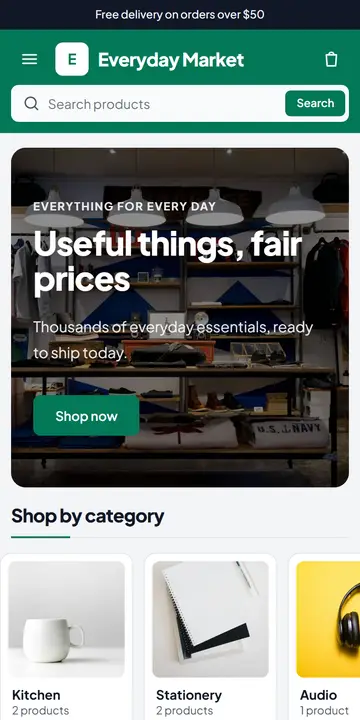 Free delivery on orders over $50
E
Everyday Market
Search products
Search
EVERYTHING FOR EVERY DAY
Useful things, fair
prices
Thousands of everyday essentials, ready
to ship today.
Shop now
U.S. NAVY
Shop by category
Kitchen
2 products
Stationery
2 products
Audio
1 product